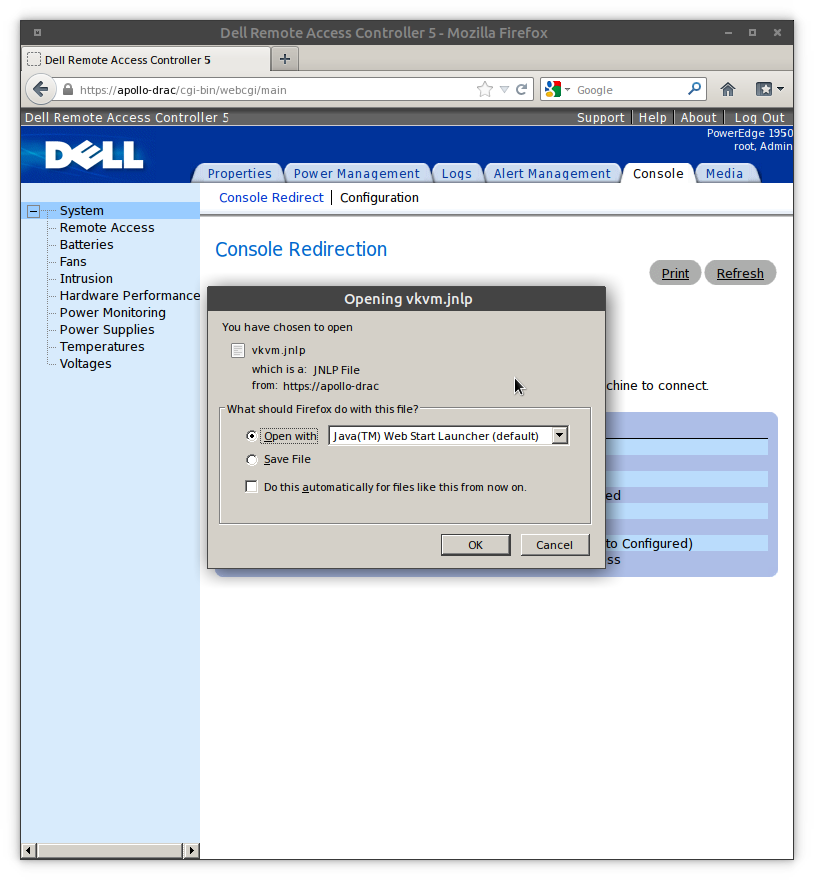 Dell Remote Access Controller 5 - Mozilla Firefox
Dell Remote Access Controller 5
https://apollo-drac/cgi-bin/webcgi/main
Google
Dell Remote Access Controller 5
Support | Help | About | Log Out
DELL
PowerEdge 1950
root, Admin
Properties
Power Management
Logs
Alert Management
Console
Media
Console Redirect | Configuration
System
Remote Access
Batteries
Fans
Intrusion
Hardware Performance
Power Monitoring
Power Supplies
Temperatures
Voltages
Console Redirection
Print
Refresh
Opening vkvm.jnlp
You have chosen to open
vkvm.jnlp
which is a: JNLP File
from: https://apollo-drac
chine to connect.
What should Firefox do with this file?
Open with
Java(TM) Web Start Launcher (default)
Save File
Do this automatically for files like this from now on.
OK
Cancel
ed
to Configured)
ss